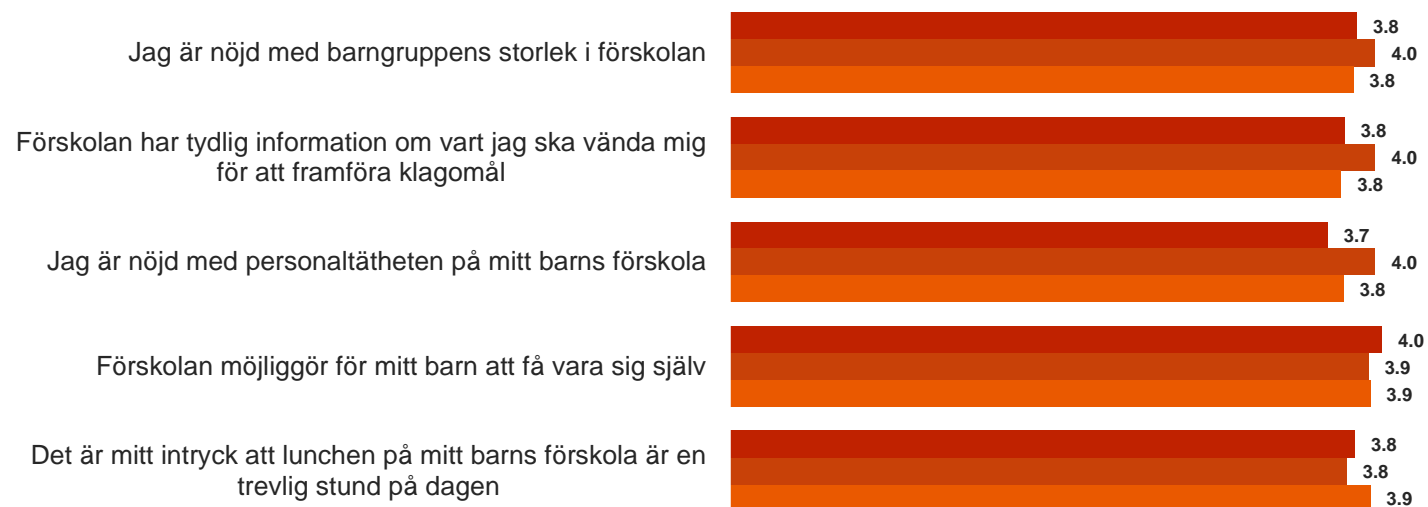 Jag är nöjd med barngruppens storlek i förskolan
3.8
4.0
3.8
Förskolan har tydlig information om vart jag ska vända mig
för att framföra klagomål
3.8
4.0
3.8
Jag är nöjd med personaltätheten på mitt barns förskola
3.7
4.0
3.8
Förskolan möjliggör för mitt barn att få vara sig själv
4.0
3.9
3.9
Det är mitt intryck att lunchen på mitt barns förskola är en
trevlig stund på dagen
3.8
3.8
3.9